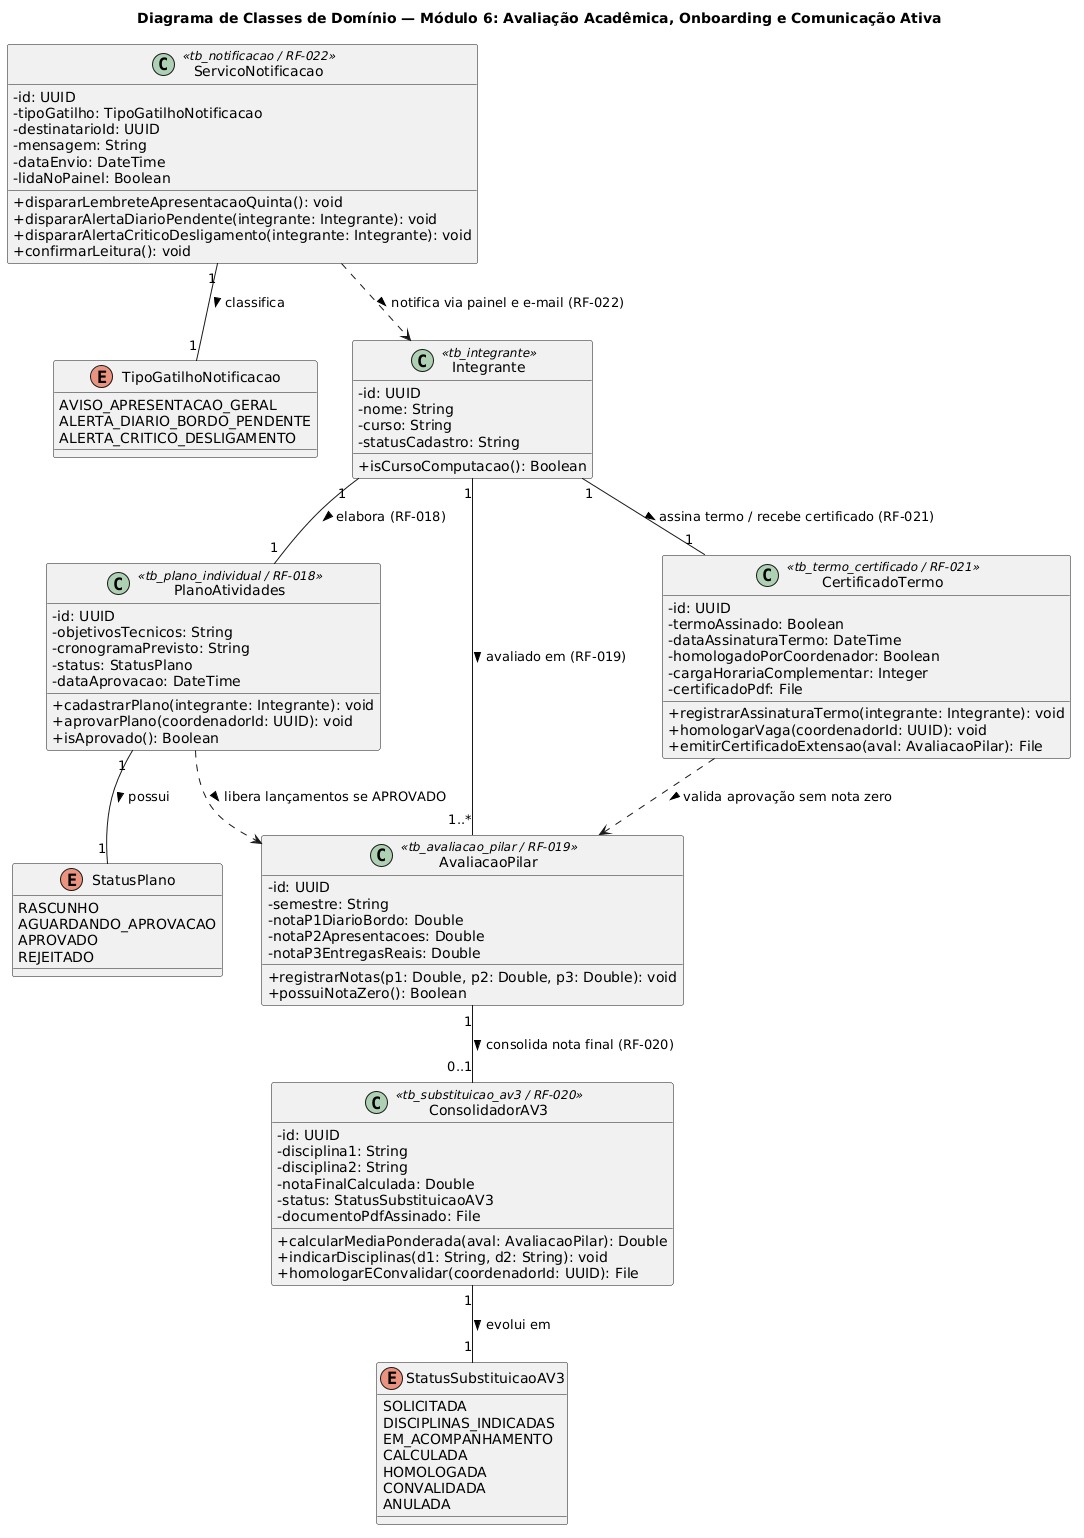 Diagrama de Classes de Domínio — Módulo 6: Avaliação Acadêmica, Onboarding e Comunicação Ativa
C
«tb_notificacao / RF-022»
ServicoNotificacao
-id: UUID
-tipoGatilho: TipoGatilhoNotificacao
-destinatarioId: UUID
-mensagem: String
-dataEnvio: DateTime
-lidaNoPainel: Boolean
+dispararLembreteApresentacaoQuinta(): void
+dispararAlertaDiarioPendente(integrante: Integrante): void
+dispararAlertaCriticoDesligamento(integrante: Integrante): void
+confirmarLeitura(): void
1
classifica
1
notifica via painel e e-mail (RF-022)
E
TipoGatilhoNotificacao
AVISO_APRESENTACAO_GERAL
ALERTA_DIARIO_BORDO_PENDENTE
ALERTA_CRITICO_DESLIGAMENTO
C
«tb_integrante»
Integrante
-id: UUID
-nome: String
-curso: String
-statusCadastro: String
+isCursoComputacao(): Boolean
1
1
1
elabora (RF-018)
assina termo / recebe certificado (RF-021)
1
1
C
«tb_plano_individual / RF-018»
PlanoAtividades
-id: UUID
-objetivosTecnicos: String
-cronogramaPrevisto: String
-status: StatusPlano
-dataAprovacao: DateTime
+cadastrarPlano(integrante: Integrante): void
+aprovarPlano(coordenadorId: UUID): void
+isAprovado(): Boolean
avaliado em (RF-019)
C
«tb_termo_certificado / RF-021»
CertificadoTermo
-id: UUID
-termoAssinado: Boolean
-dataAssinaturaTermo: DateTime
-homologadoPorCoordenador: Boolean
-cargaHorariaComplementar: Integer
-certificadoPdf: File
+registrarAssinaturaTermo(integrante: Integrante): void
+homologarVaga(coordenadorId: UUID): void
+emitirCertificadoExtensao(aval: AvaliacaoPilar): File
1
possui
libera lançamentos se APROVADO
valida aprovação sem nota zero
1..*
1
E
StatusPlano
RASCUNHO
AGUARDANDO_APROVACAO
APROVADO
REJEITADO
C
«tb_avaliacao_pilar / RF-019»
AvaliacaoPilar
-id: UUID
-semestre: String
-notaP1DiarioBordo: Double
-notaP2Apresentacoes: Double
-notaP3EntregasReais: Double
+registrarNotas(p1: Double, p2: Double, p3: Double): void
+possuiNotaZero(): Boolean
1
consolida nota final (RF-020)
0..1
C
«tb_substituicao_av3 / RF-020»
ConsolidadorAV3
-id: UUID
-disciplina1: String
-disciplina2: String
-notaFinalCalculada: Double
-status: StatusSubstituicaoAV3
-documentoPdfAssinado: File
+calcularMediaPonderada(aval: AvaliacaoPilar): Double
+indicarDisciplinas(d1: String, d2: String): void
+homologarEConvalidar(coordenadorId: UUID): File
1
evolui em
1
E
StatusSubstituicaoAV3
SOLICITADA
DISCIPLINAS_INDICADAS
EM_ACOMPANHAMENTO
CALCULADA
HOMOLOGADA
CONVALIDADA
ANULADA